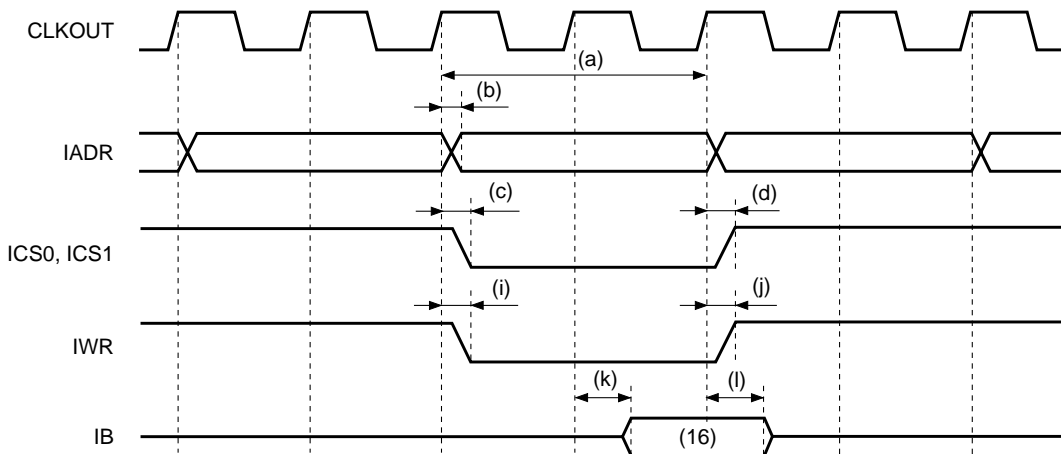 CLKOUT
(a)
(b)
IADR
(c)
(d)
ICS0, ICS1
(i)
(j)
IWR
(k)
(l)
IB
(16)